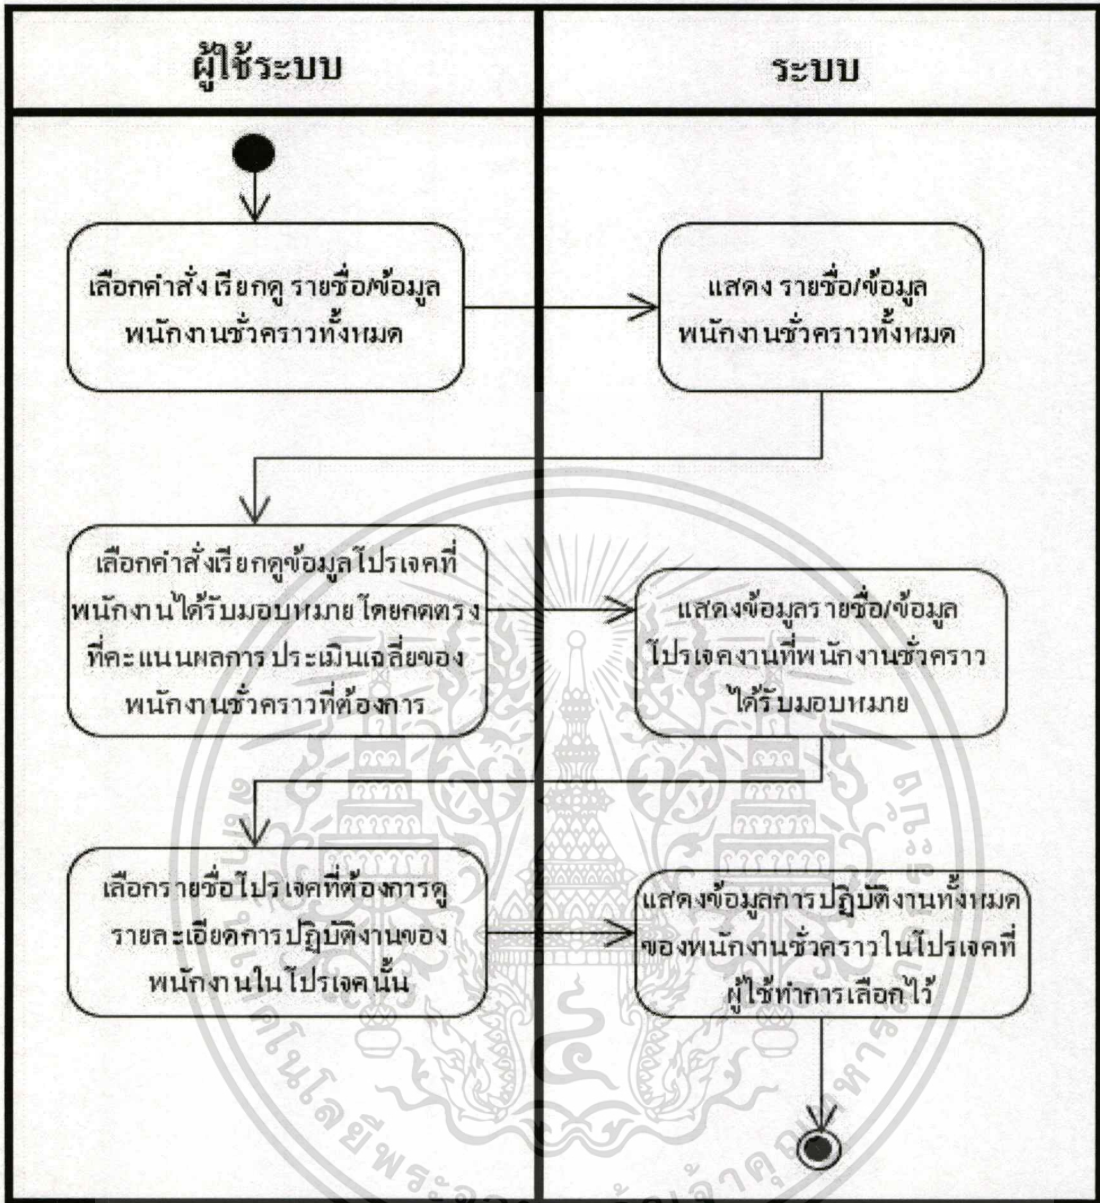 ผู้ใช้ระบบ
ระบบ
เลือกคำสั่ง เรียกดู รายชื่อ/ข้อมูล
พนักงานชั่วคราวทั้งหมด
แสดง รายชื่อ/ข้อมูล
พนักงานชั่วคราวทั้งหมด
เลือกคำสั่งเรียกดูข้อมูลโปรเจคที่
พนักงานได้รับมอบหมาย โดยกดตรง
ที่คะแนนผลการประเมินเฉลี่ยของ
พนักงานชั่วคราวที่ต้องการ
แสดงข้อมูลรายชื่อ/ข้อมูล
โปรเจคงานที่พนักงานชั่วคราว
ได้รับมอบหมาย
เลือกรายชื่อโปรเจคที่ต้องการดู
รายละเอียดการปฏิบัติงานของ
พนักงานในโปรเจคนั้น
แสดงข้อมูลการปฏิบัติงานทั้งหมด
ของพนักงานชั่วคราวในโปรเจคที่
ผู้ใช้ทำการเลือกไว้